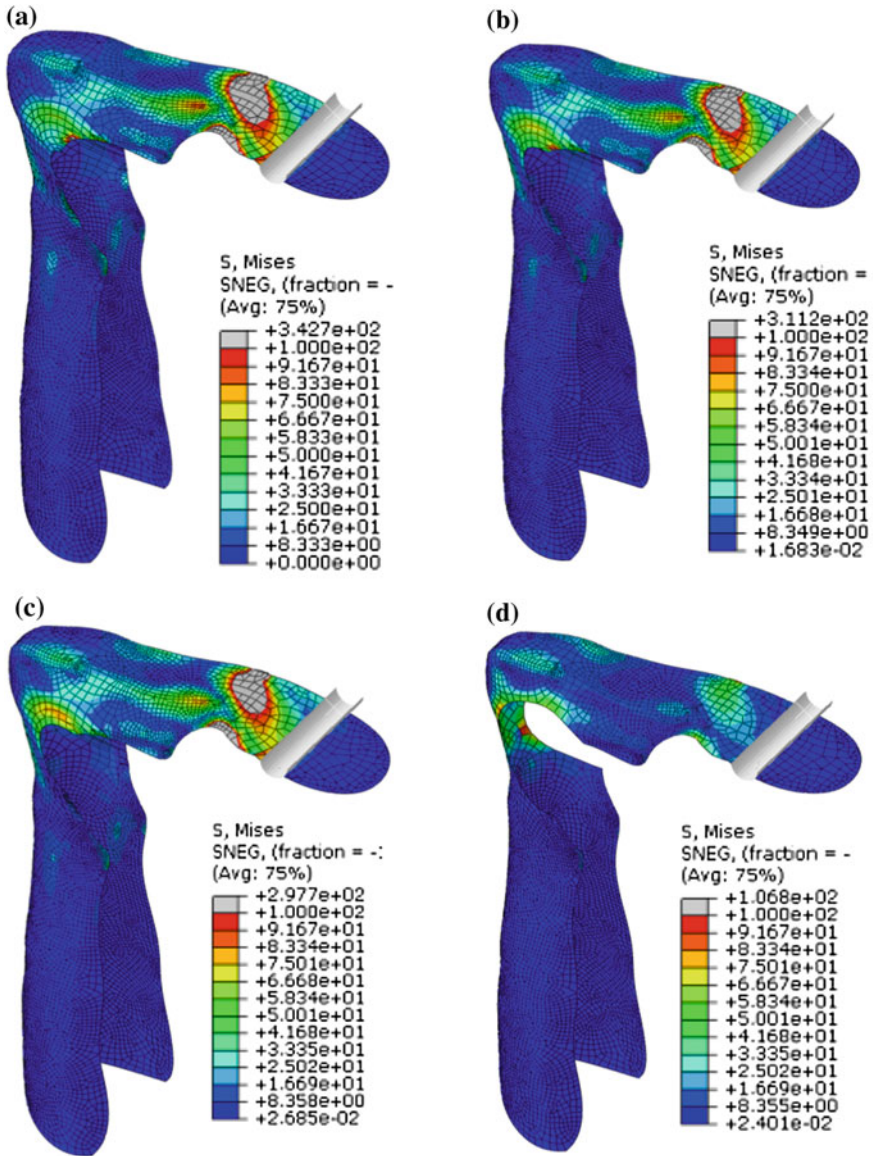 (a)
S, Mises
SNEG, (fraction = -
(Avg: 75%)
+3.427e+02
+1.000e+02
+9.167e+01
+8.333e+01
+7.500e+01
+6.667e+01
+5.833e+01
+5.000e+01
+4.167e+01
+3.333e+01
+2.500e+01
+1.667e+01
+8.333e+00
+0.000e+00
(b)
S, Mises
SNEG, (fraction =
(Avg: 75%)
+3.112e+02
+1.000e+02
+9.167e+01
+8.334e+01
+7.500e+01
+6.667e+01
+5.834e+01
+5.001e+01
+4.168e+01
+3.334e+01
+2.501e+01
+1.668e+01
+8.349e+00
+1.683e-02
(c)
S, Mises
SNEG, (fraction = -:
(Avg: 75%)
+2.977e+02
+1.000e+02
+9.167e+01
+8.334e+01
+7.501e+01
+6.668e+01
+5.834e+01
+5.001e+01
+4.168e+01
+3.335e+01
+2.502e+01
+1.669e+01
+8.358e+00
+2.685e-02
(d)
S, Mises
SNEG, (fraction = -
(Avg: 75%)
+1.068e+02
+1.000e+02
+9.167e+01
+8.334e+01
+7.501e+01
+6.667e+01
+5.834e+01
+5.001e+01
+4.168e+01
+3.335e+01
+2.502e+01
+1.669e+01
+8.355e+00
+2.401e-02